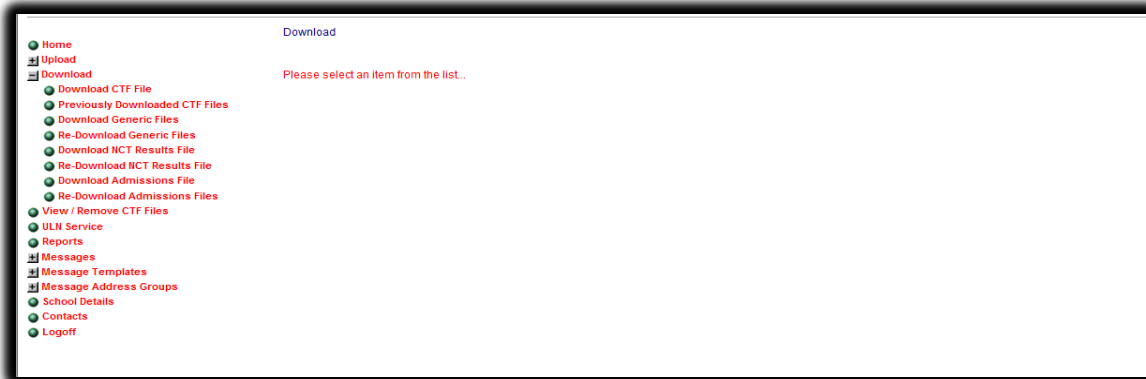 Download
Home
Upload
Download
Please select an item from the list...
Download CTF File
Previously Downloaded CTF Files
Download Generic Files
Re-Download Generic Files
Download NCT Results File
Re-Download NCT Results File
Download Admissions File
Re-Download Admissions Files
View / Remove CTF Files
ULN Service
Reports
Messages
Message Templates
Message Address Groups
School Details
Contacts
Logoff